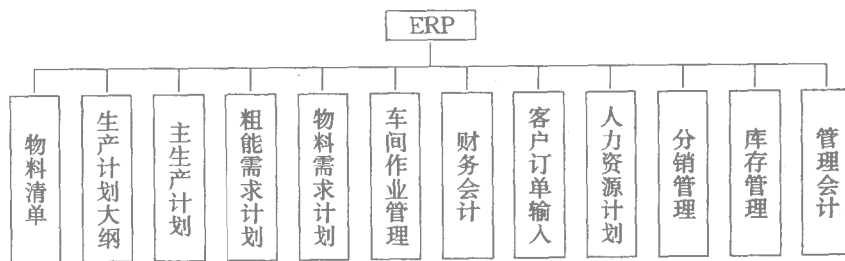 ERP
物料清单
生产计划大纲
主生产计划
粗能需求计划
物料需求计划
车间作业管理
财务会计
客户订单输入
人力资源计划
分销管理
库存管理
管理会计